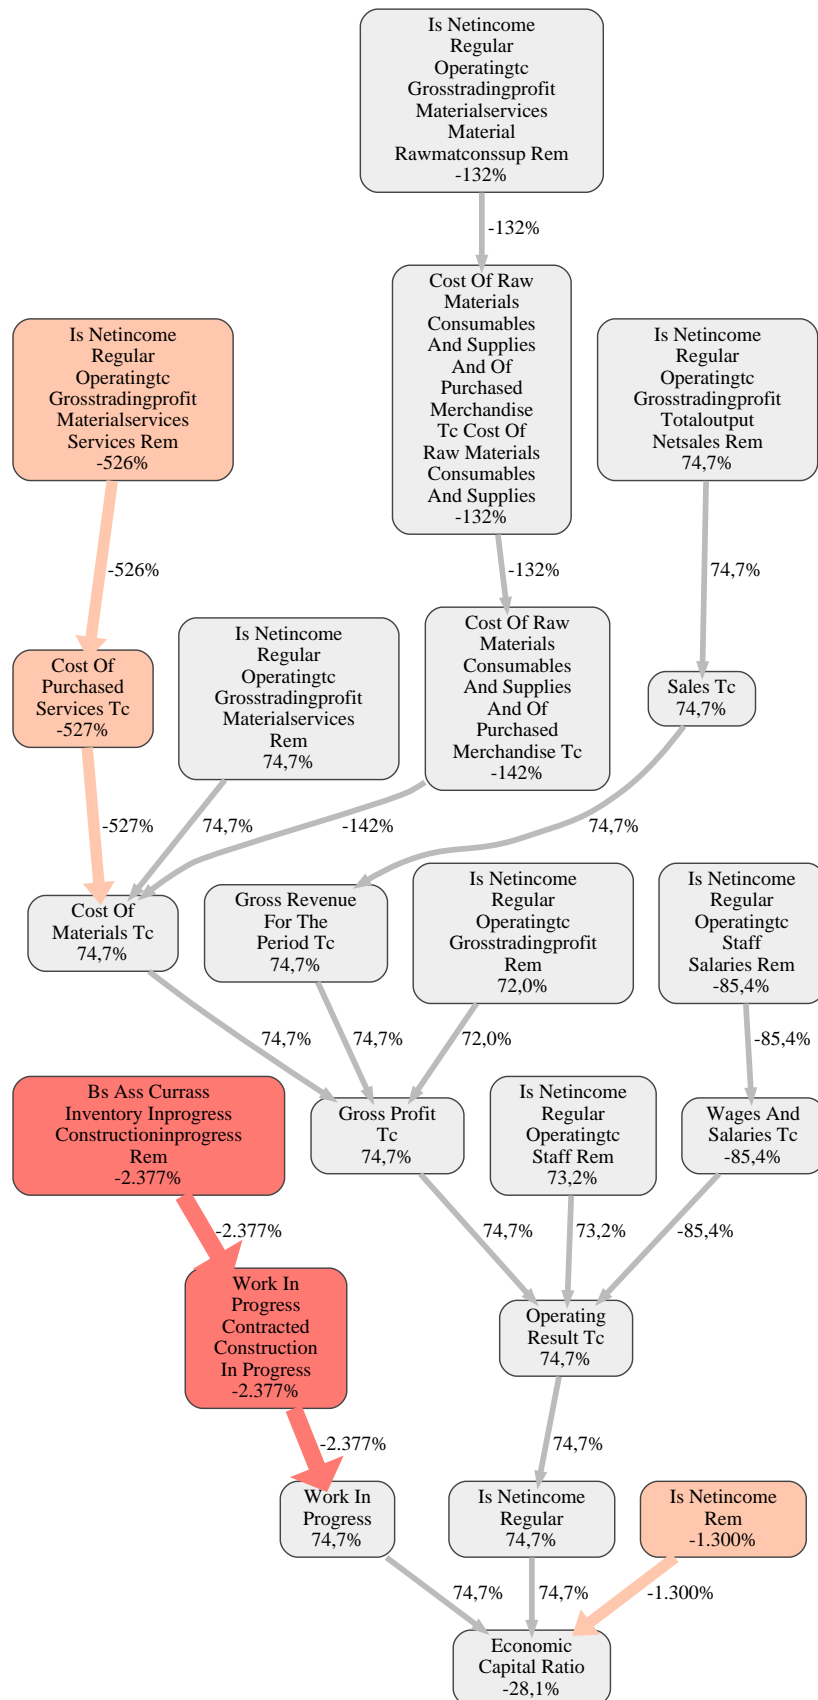 Is Netincome
Regular
Operatingtc
Grosstradingprofit
Materialservices
Material
Rawmatconssup Rem
-132%
-132%
Cost Of Raw
Materials
Consumables
And Supplies
And Of
Purchased
Merchandise
Tc Cost Of
Raw Materials
Consumables
And Supplies
-132%
Is Netincome
Regular
Operatingtc
Grosstradingprofit
Materialservices
Services Rem
-526%
Is Netincome
Regular
Operatingtc
Grosstradingprofit
Totaloutput
Netsales Rem
74,7%
-526%
-132%
74,7%
Cost Of
Purchased
Services Tc
-527%
Is Netincome
Regular
Operatingtc
Grosstradingprofit
Materialservices
Rem
74,7%
Cost Of Raw
Materials
Consumables
And Supplies
And Of
Purchased
Merchandise Tc
-142%
Sales Tc
74,7%
-527%
74,7%
-142%
74,7%
Cost Of
Materials Tc
74,7%
Gross Revenue
For The
Period Tc
74,7%
Is Netincome
Regular
Operatingtc
Grosstradingprofit
Rem
72,0%
Is Netincome
Regular
Operatingtc
Staff
Salaries Rem
-85,4%
74,7%
74,7%
72,0%
-85,4%
Bs Ass Currass
Inventory Inprogress
Constructioninprogress
Rem
-2.377%
Gross Profit
Tc
74,7%
Is Netincome
Regular
Operatingtc
Staff Rem
73,2%
Wages And
Salaries Tc
-85,4%
-2.377%
74,7%
73,2%
-85,4%
Work In
Progress
Contracted
Construction
In Progress
-2.377%
Operating
Result Tc
74,7%
-2.377%
74,7%
Work In
Progress
74,7%
Is Netincome
Regular
74,7%
Is Netincome
Rem
-1.300%
74,7%
74,7%
-1.300%
Economic
Capital Ratio
-28,1%